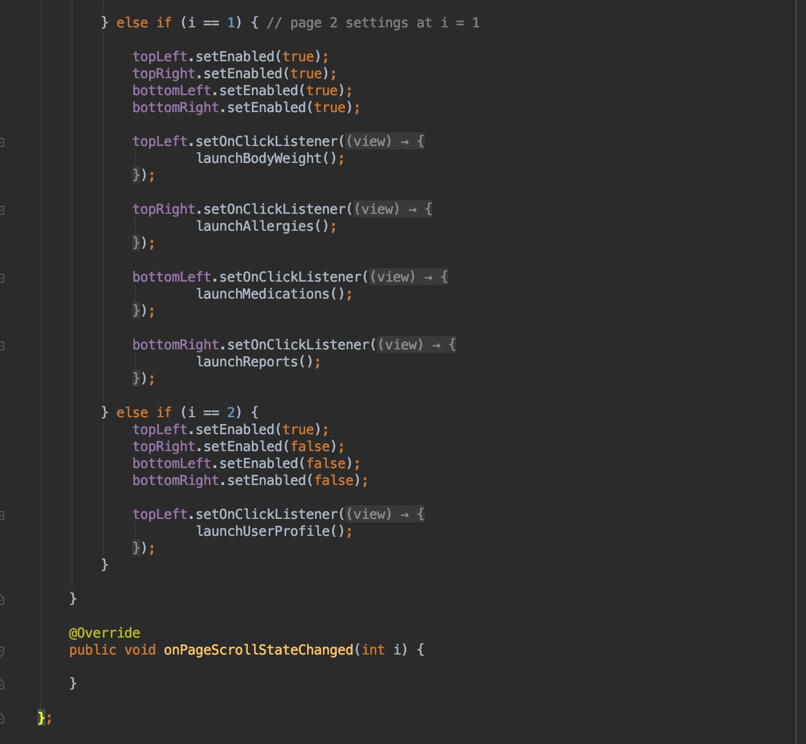 } else if (i == 1) { // page 2 settings at i = 1
topLeft.setEnabled(true);
topRight.setEnabled(true);
bottomLeft.setEnabled(true);
bottomRight.setEnabled(true);
topLeft.setOnClickListener((view) → {
launchBodyWeight();
});
topRight.setOnClickListener((view) → {
launchAllergies();
});
bottomLeft.setOnClickListener((view) → {
launchMedications();
});
bottomRight.setOnClickListener((view) → {
launchReports();
});
} else if (i == 2) {
topLeft.setEnabled(true);
topRight.setEnabled(false);
bottomLeft.setEnabled(false);
bottomRight.setEnabled(false);
topLeft.setOnClickListener((view) → {
launchUserProfile();
});
}
}
@Override
public void onPageScrollStateChanged(int i) {
}
};